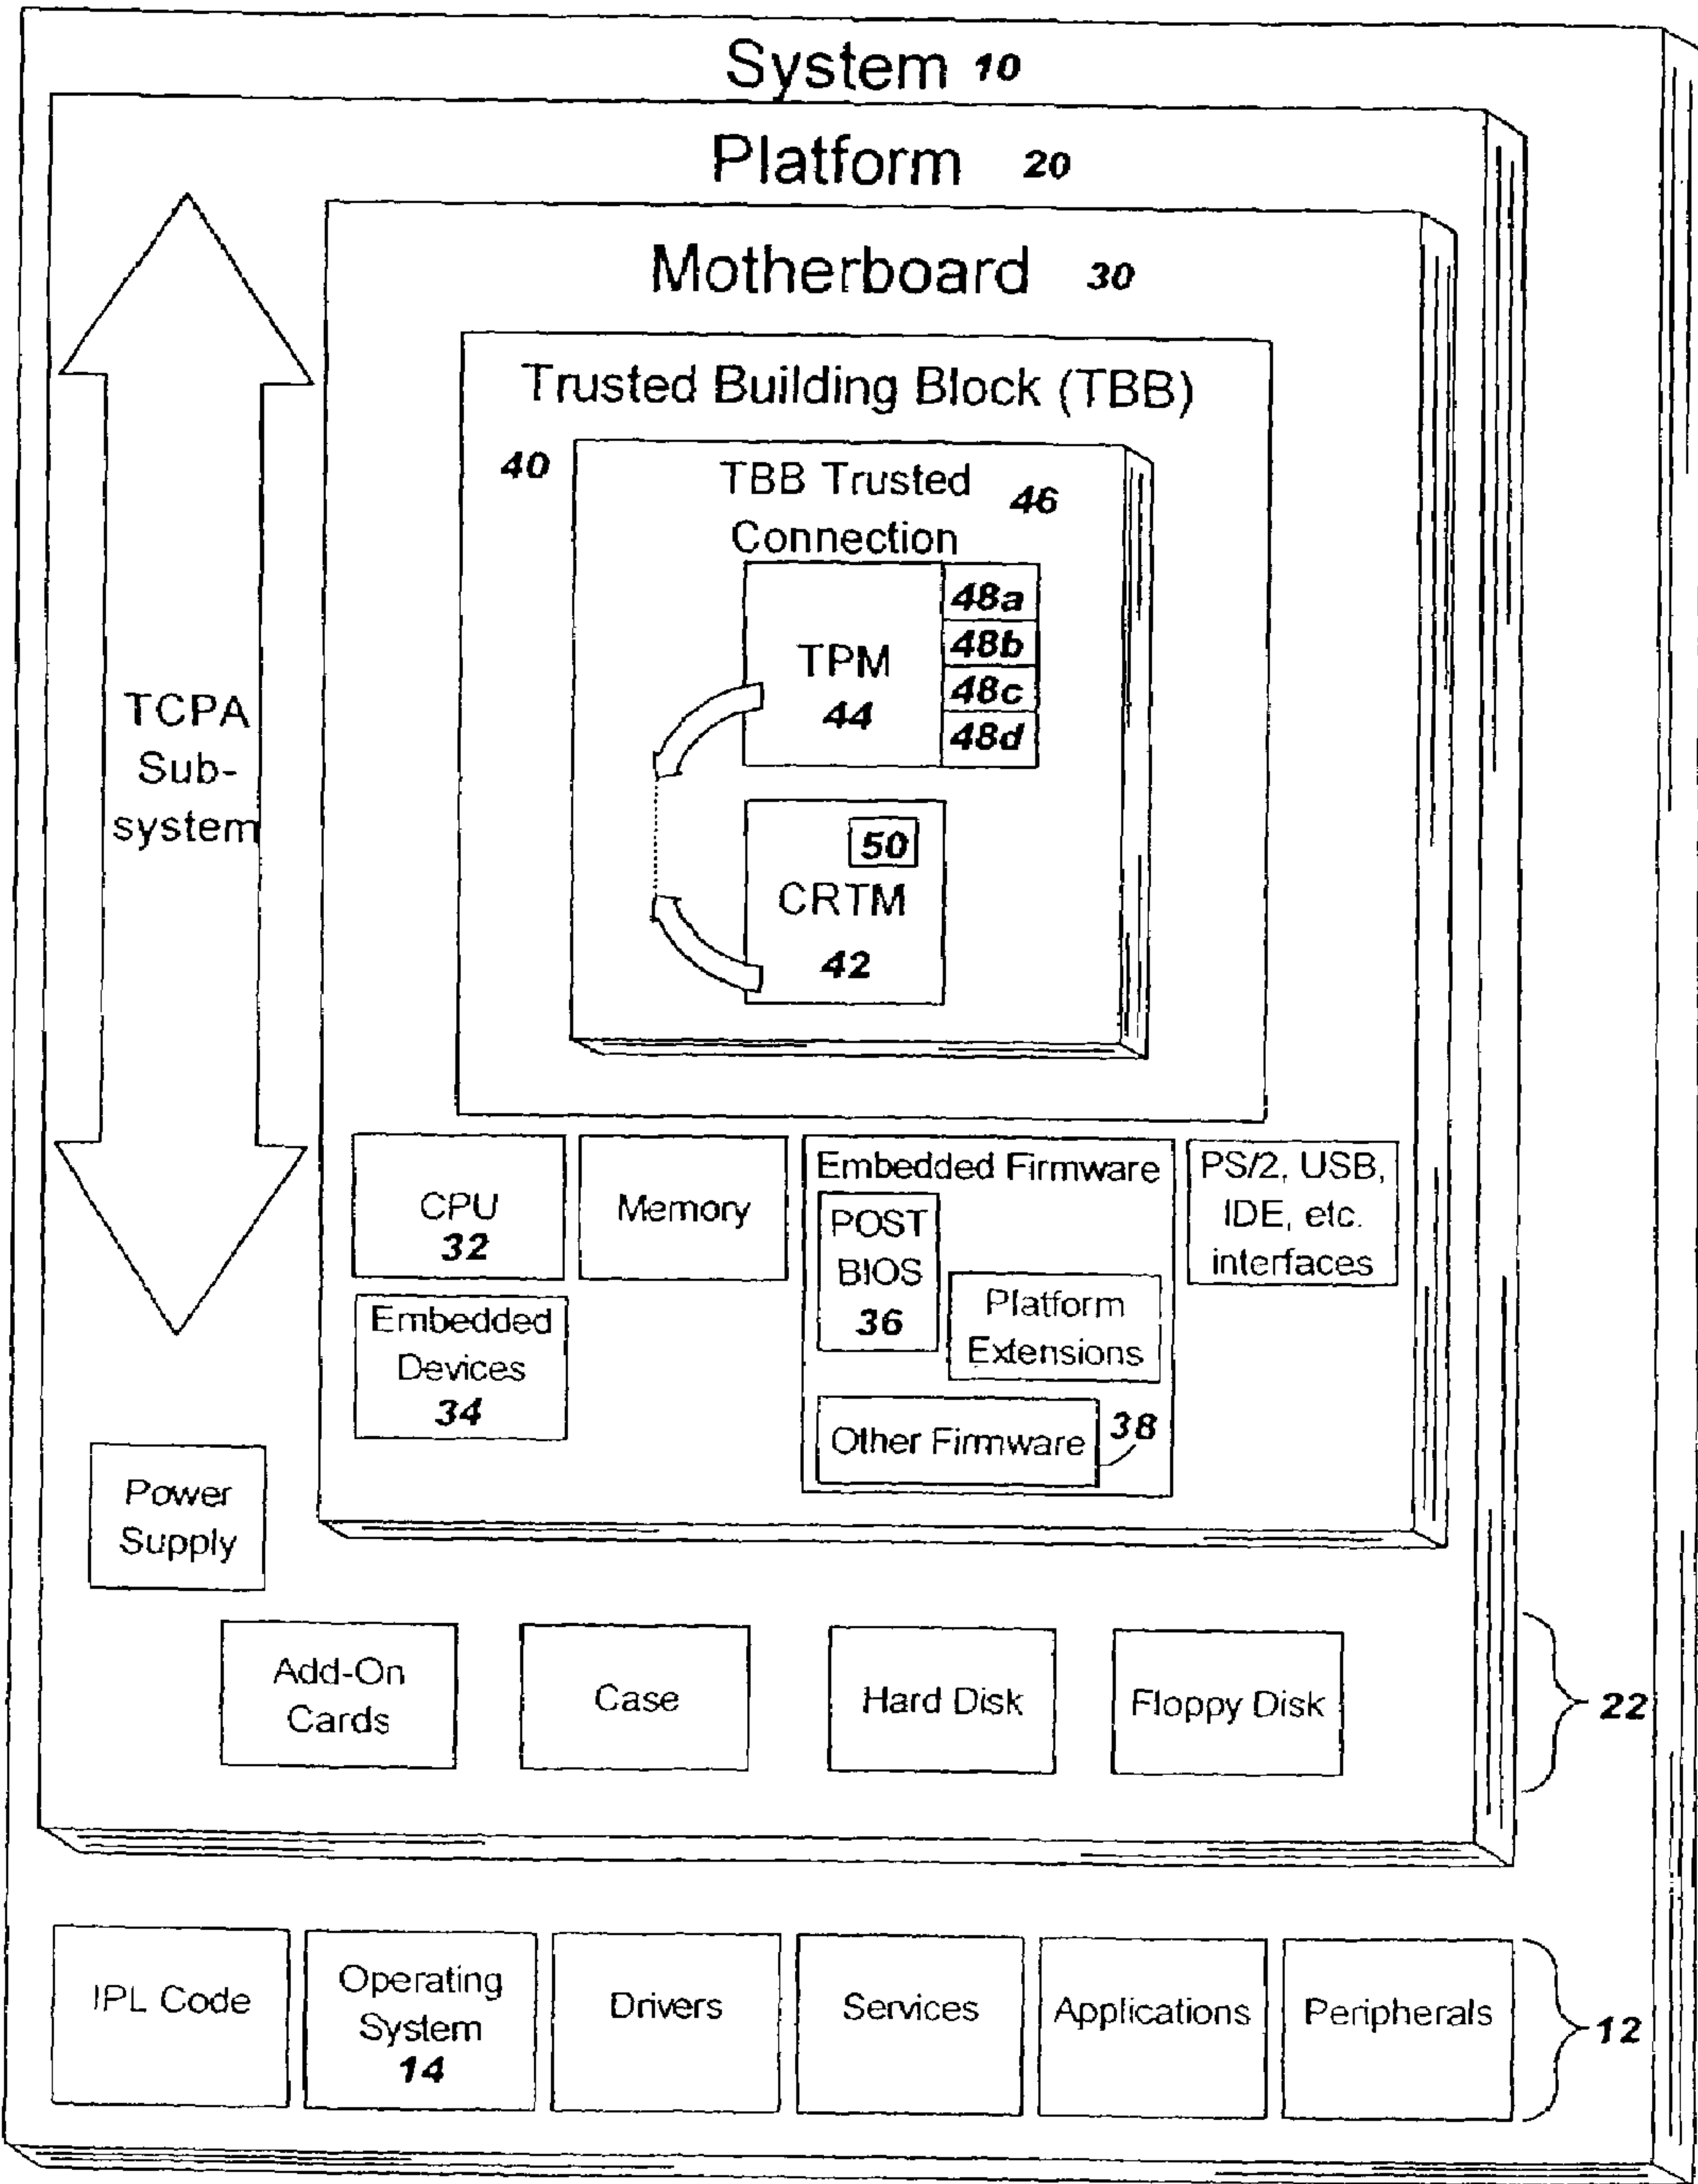 System 10
Platform 20
Motherboard 30
Trusted Building Block (TBB)
40
TBB Trusted
Connection
46
48a
48b
48c
48d
TPM
44
50
CRTM
42
TCPA
Sub-
system
CPU
32
Memory
Embedded Firmware
POST
BIOS
36
Platform
Extensions
Other Firmware
38
PS/2, USB,
IDE, etc.
interfaces
Embedded
Devices
34
Power
Supply
Add-On
Cards
Case
Hard Disk
Floppy Disk
22
IPL Code
Operating
System
14
Drivers
Services
Applications
Peripherals
12